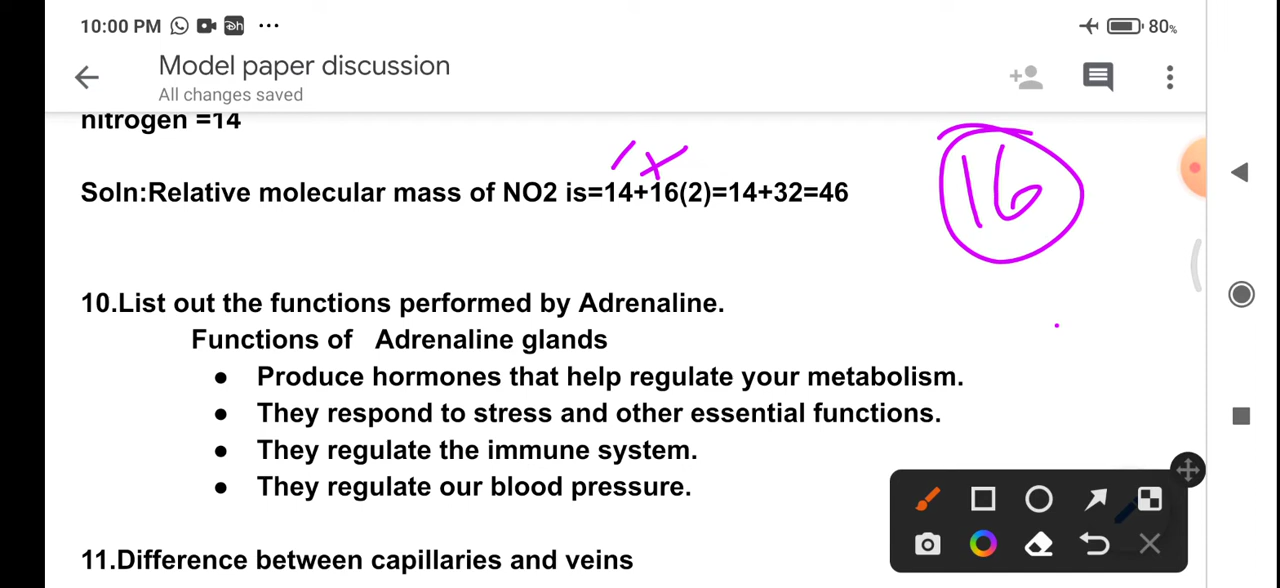 10:00 PM ... 80%
Model paper discussion
All changes saved
nitrogen =14
Soln:Relative molecular mass of NO2 is=14+16(2)=14+32=46
16
10.List out the functions performed by Adrenaline.
Functions of Adrenaline glands
● Produce hormones that help regulate your metabolism.
● They respond to stress and other essential functions.
● They regulate the immune system.
● They regulate our blood pressure.
11.Difference between capillaries and veins